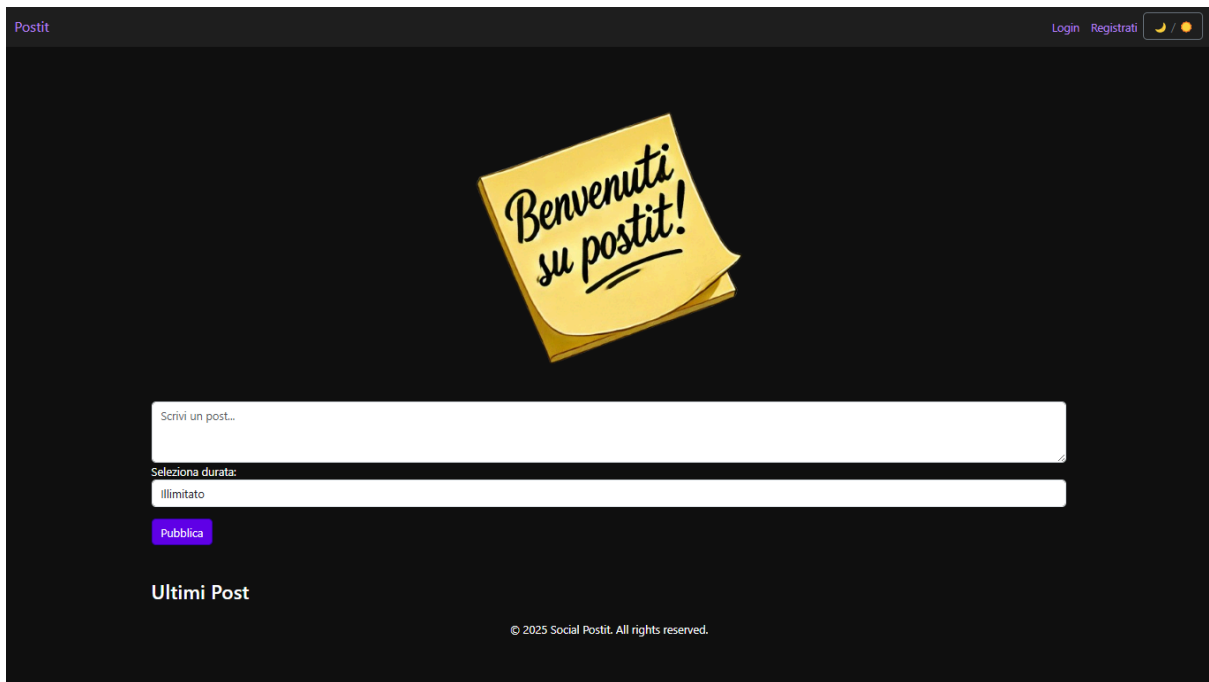 Postit
Login Registrati 🌙 / ☀️
Benvenuti
su postit!
Scrivi un post...
Seleziona durata:
Illimitato
Pubblica
Ultimi Post
© 2025 Social Postit. All rights reserved.